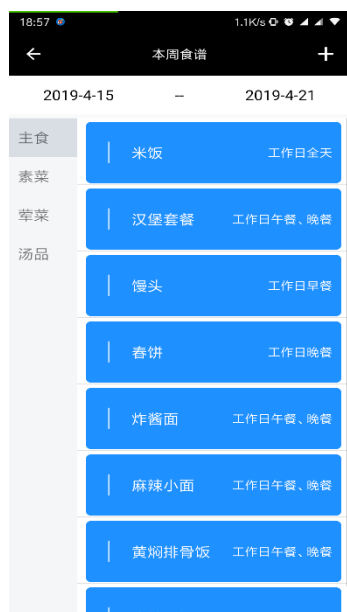 18:57 1.1K/s
本周食谱 +
2019-4-15 -- 2019-4-21
主食
素菜
荤菜
汤品
米饭 工作日全天
汉堡套餐 工作日午餐、晚餐
馒头 工作日早餐
春饼 工作日晚餐
炸酱面 工作日午餐、晚餐
麻辣小面 工作日午餐、晚餐
黄焖排骨饭 工作日午餐、晚餐